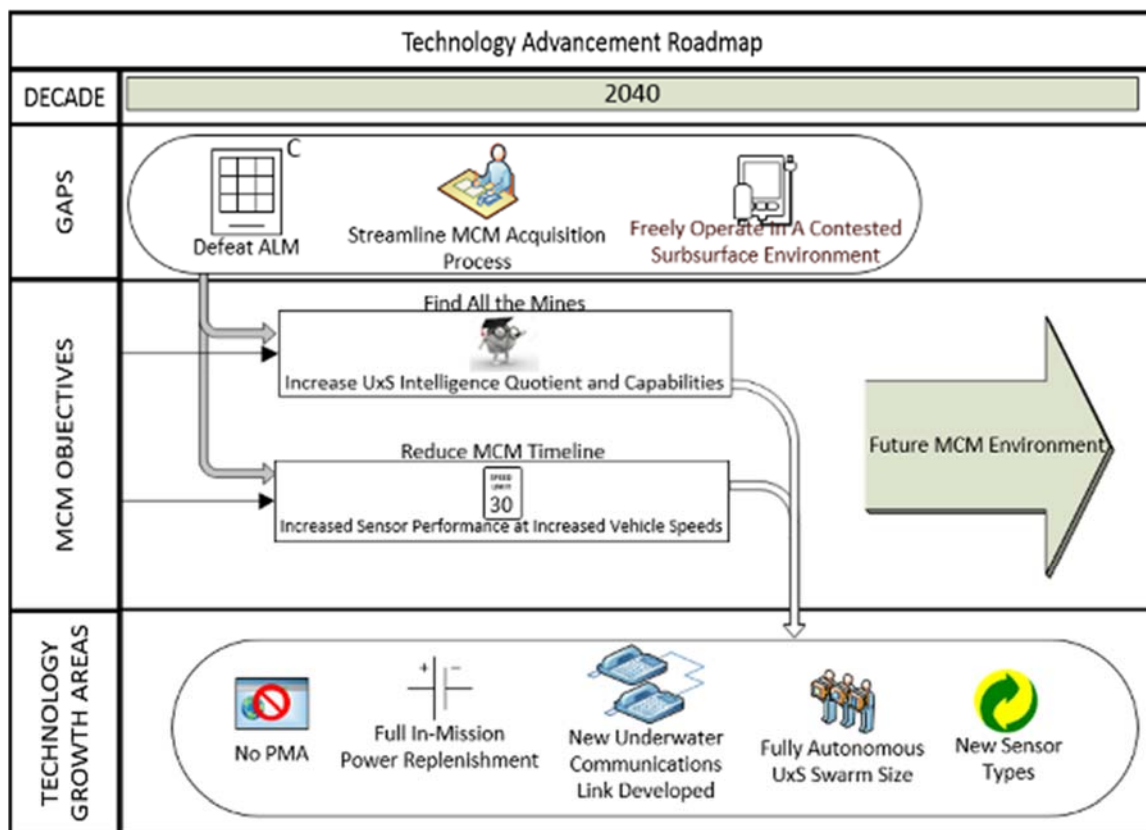 Technology Advancement Roadmap
DECADE
2040
GAPS
C
Defeat ALM
Streamline MCM Acquisition
Process
Freely Operate In A Contested
Surbsurface Environment
MCM OBJECTIVES
Find All the Mines
Increase UxS Intelligence Quotient and Capabilities
Reduce MCM Timeline
SPEED
LIMIT
30
Increased Sensor Performance at Increased Vehicle Speeds
Future MCM Environment
TECHNOLOGY
GROWTH AREAS
No PMA
+ −
Full In-Mission
Power Replenishment
New Underwater
Communications
Link Developed
Fully Autonomous
UxS Swarm Size
New Sensor
Types